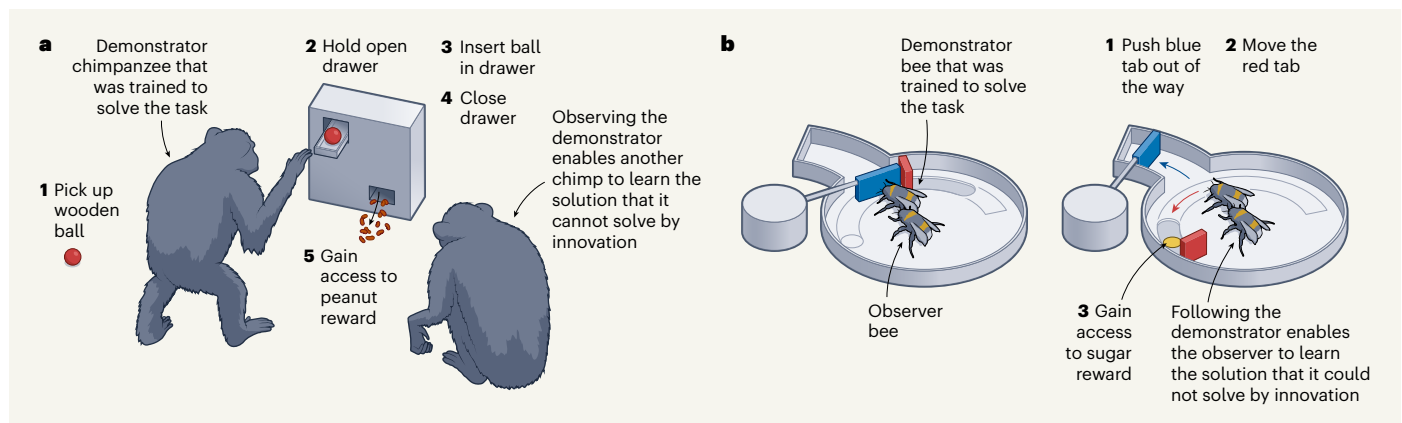 a
Demonstrator
chimpanzee that
was trained to
solve the task
1 Pick up
wooden
ball
2 Hold open
drawer
3 Insert ball
in drawer
4 Close
drawer
5 Gain
access to
peanut
reward
Observing the
demonstrator
enables another
chimp to learn the
solution that it
cannot solve by
innovation
b
Demonstrator
bee that was
trained to solve
the task
Observer
bee
1 Push blue
tab out of
the way
2 Move the
red tab
3 Gain
access
to sugar
reward
Following the
demonstrator enables
the observer to learn
the solution that it could
not solve by innovation